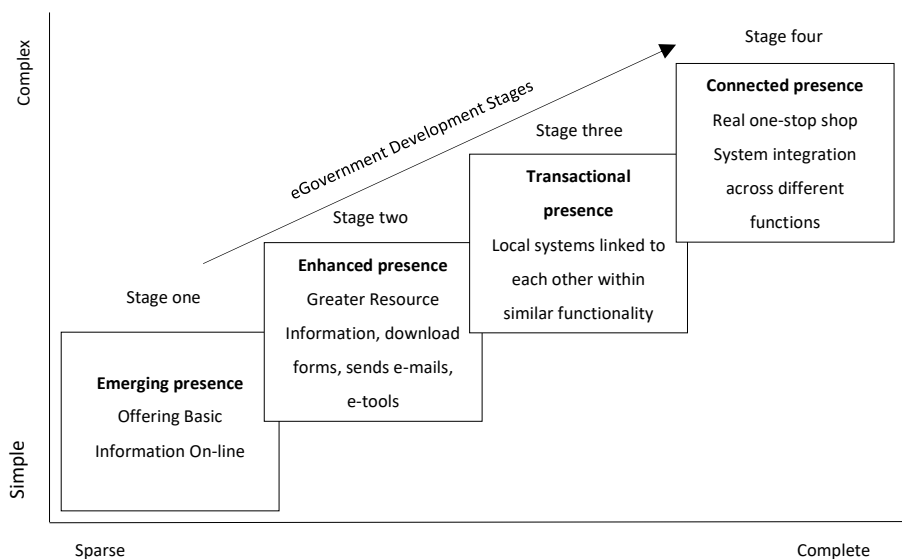 Complex
Simple
eGovernment Development Stages
Stage one
Emerging presence
Offering Basic
Information On-line
Stage two
Enhanced presence
Greater Resource
Information, download
forms, sends e-mails,
e-tools
Stage three
Transactional
presence
Local systems linked to
each other within
similar functionality
Stage four
Connected presence
Real one-stop shop
System integration
across different
functions
Sparse
Complete